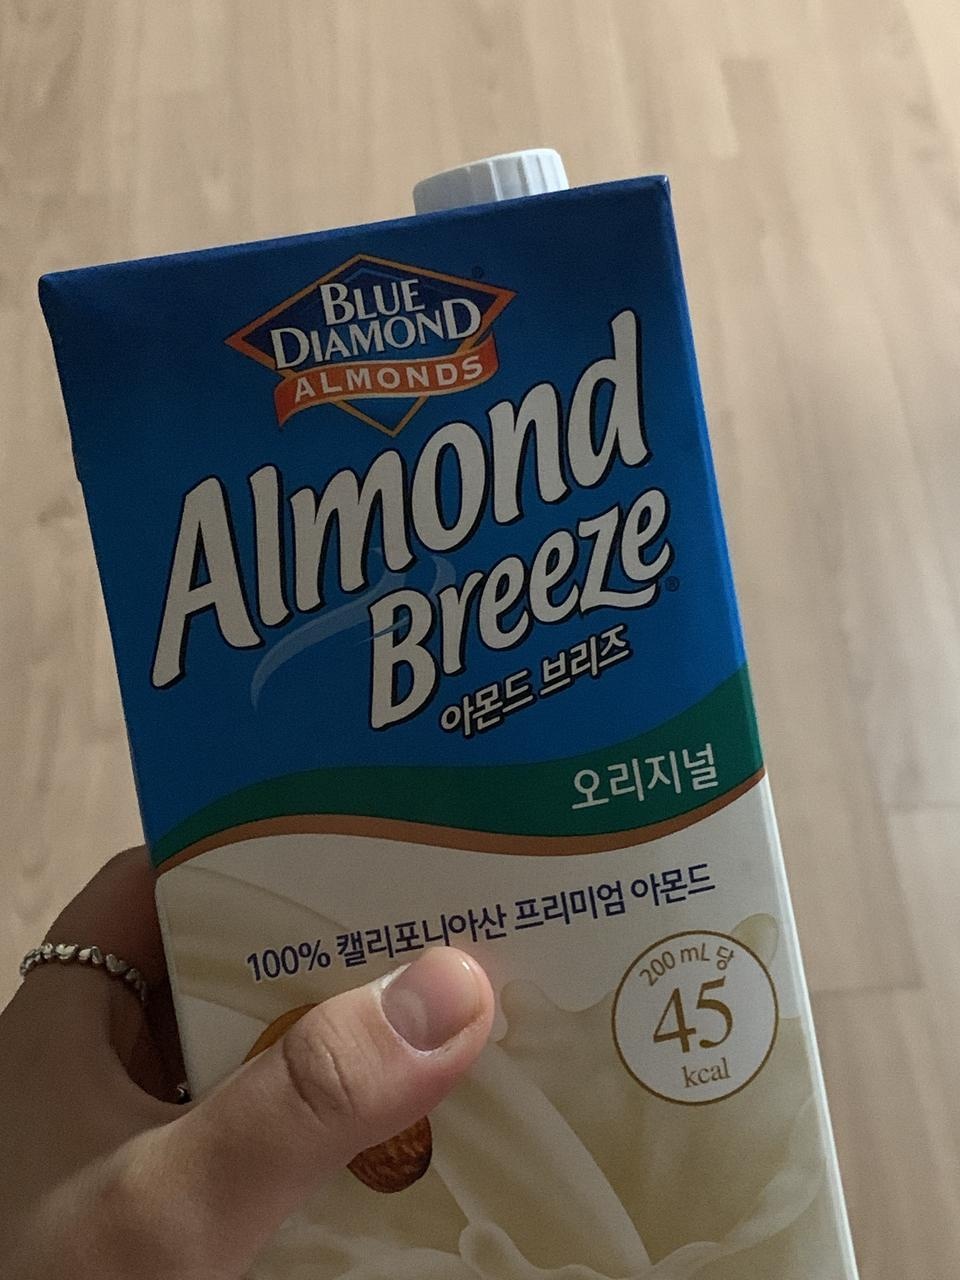 BLUE
DIAMOND
ALMONDS
Almond
Breeze
아몬드 브리즈
오리지널
100% 캘리포니아산 프리미엄 아몬드
200 mL 당
45
kcal